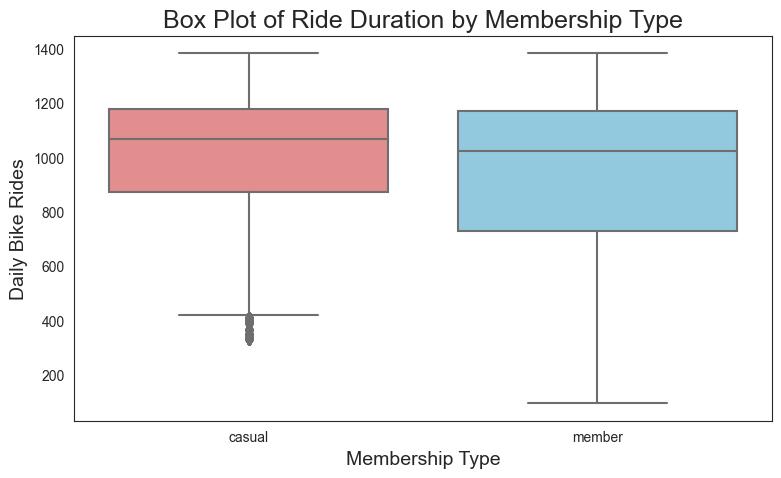 Box Plot of Ride Duration by Membership Type
Daily Bike Rides
1400
1200
1000
800
600
400
200
casual
member
Membership Type